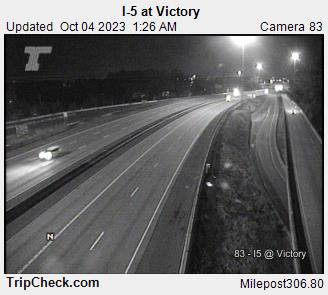 I-5 at Victory
Updated Oct 04 2023 1:26 AM Camera 83
T
N
83 - I5 @ Victory
TripCheck.com Milepost306.80